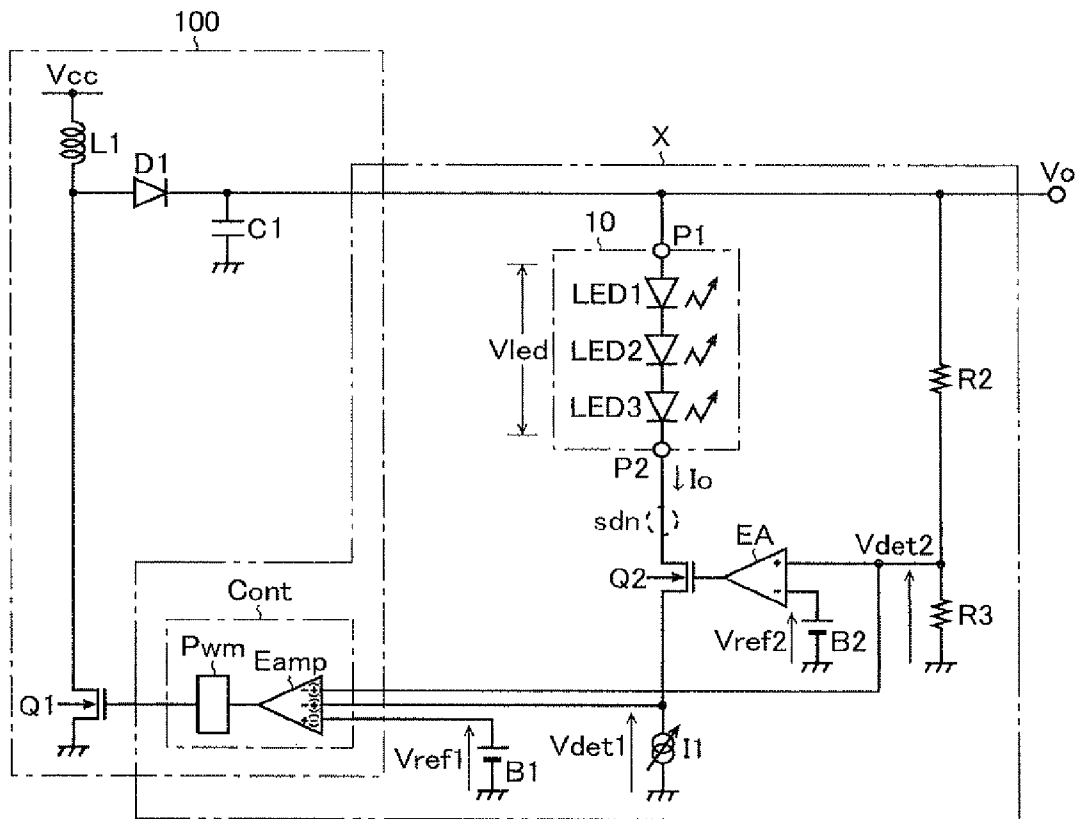 100
Vcc
L1
D1
C1
X
Vo
10
P1
LED1
LED2
LED3
Vled
P2
Io
sdn
EA
Vdet2
R2
Q2
+
-
Vref2
B2
R3
Cont
Pwm
Eamp
Q1
Vref1
B1
Vdet1
I1